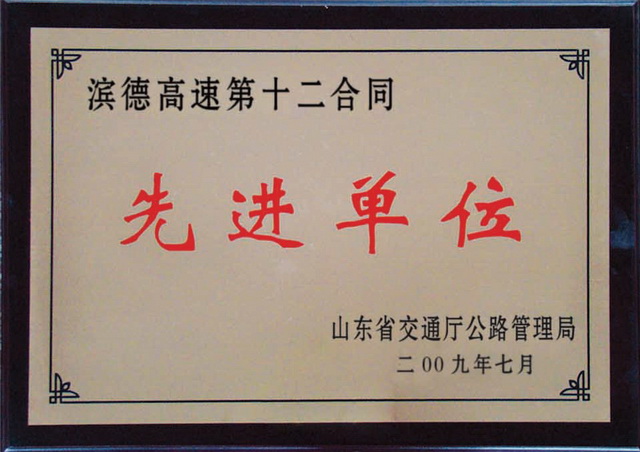 滨德高速第十二合同
先进单位
山东省交通厅公路管理局
二00九年七月